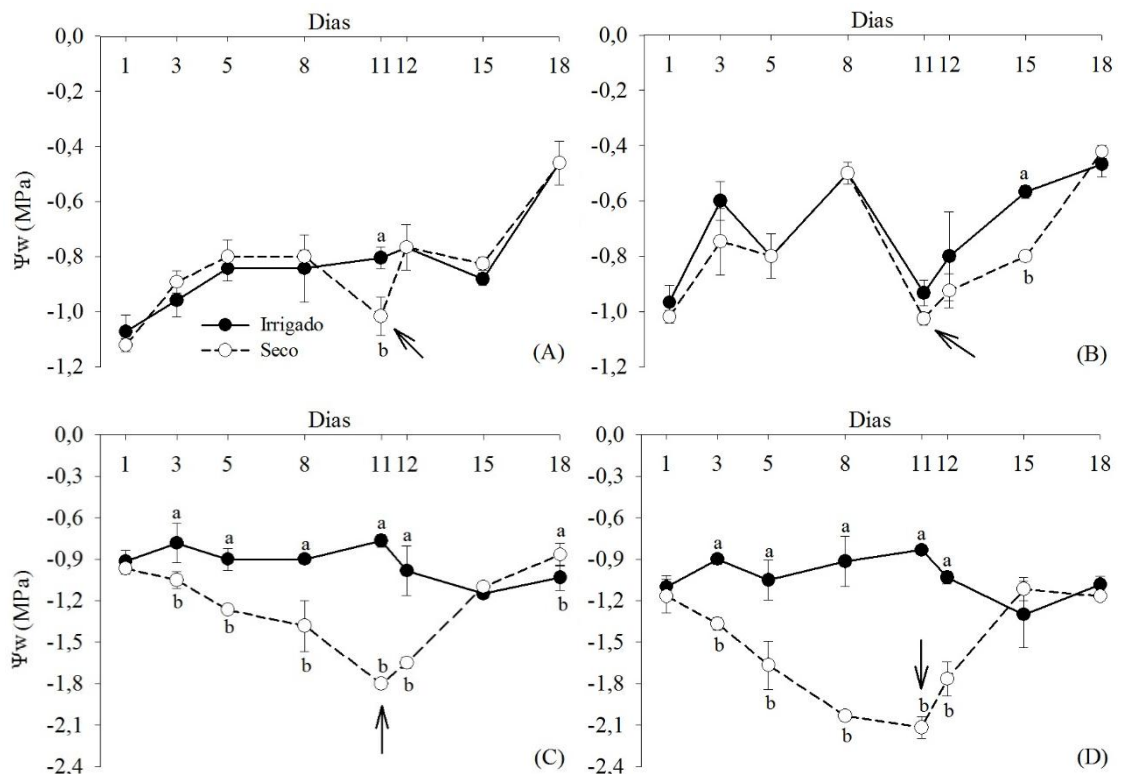 Dias
0,0
1 3 5 8 11 12 15 18
-0,2
-0,4
-0,6
-0,8
-1,0
-1,2
Ψw (MPa)
a
b
Irrigado
Seco
(A)
Dias
0,0
1 3 5 8 11 12 15 18
-0,2
-0,4
-0,6
-0,8
-1,0
-1,2
a
b
(B)
Dias
0,0
1 3 5 8 11 12 15 18
-0,3
-0,6
-0,9
-1,2
-1,5
-1,8
-2,1
-2,4
Ψw (MPa)
a a a a a
b b b b b b
(C)
Dias
0,0
1 3 5 8 11 12 15 18
-0,3
-0,6
-0,9
-1,2
-1,5
-1,8
-2,1
-2,4
a a a a a
b b b b b
(D)